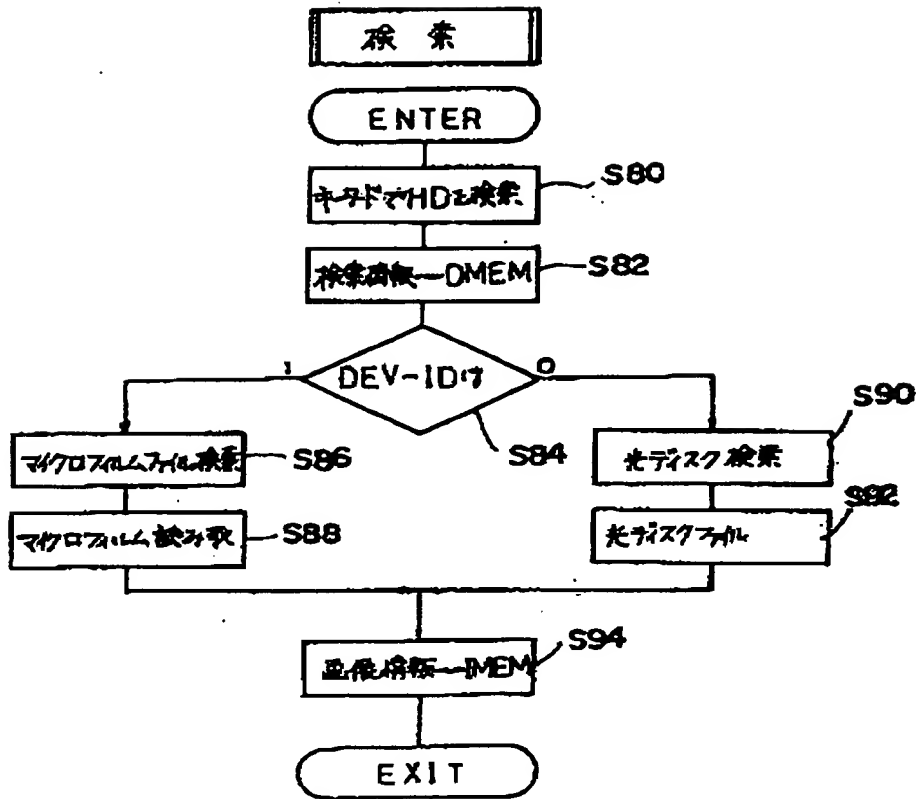 検 索
ENTER
キーワードでHDを検索
S80
検索情報→DMEM
S82
DEV-IDは
1
0
S84
マイクロフィルムファイル検索
S86
光ディスク検索
S90
マイクロフィルム読み取
S88
光ディスクファイル
S92
画像情報→IMEM
S94
EXIT